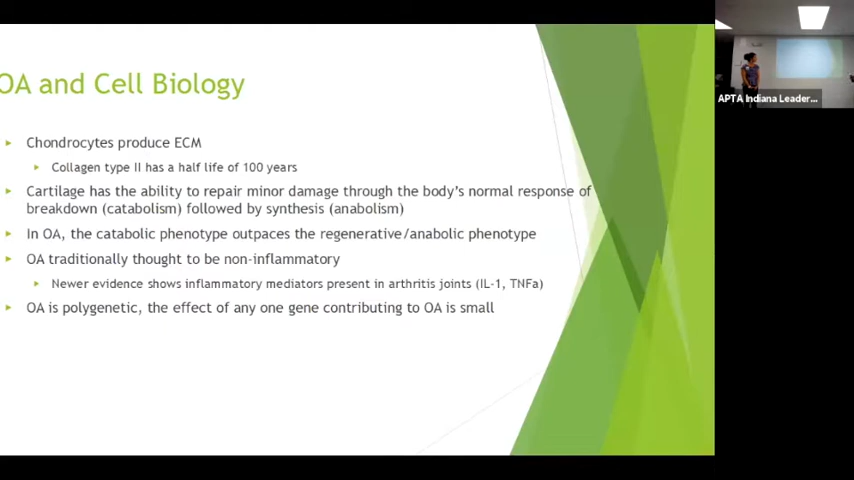 OA and Cell Biology
Chondrocytes produce ECM
Collagen type II has a half life of 100 years
Cartilage has the ability to repair minor damage through the body's normal response of
breakdown (catabolism) followed by synthesis (anabolism)
In OA, the catabolic phenotype outpaces the regenerative/anabolic phenotype
OA traditionally thought to be non-inflammatory
Newer evidence shows inflammatory mediators present in arthritis joints (IL-1, TNFa)
OA is polygenetic, the effect of any one gene contributing to OA is small
APTA Indiana Leader...